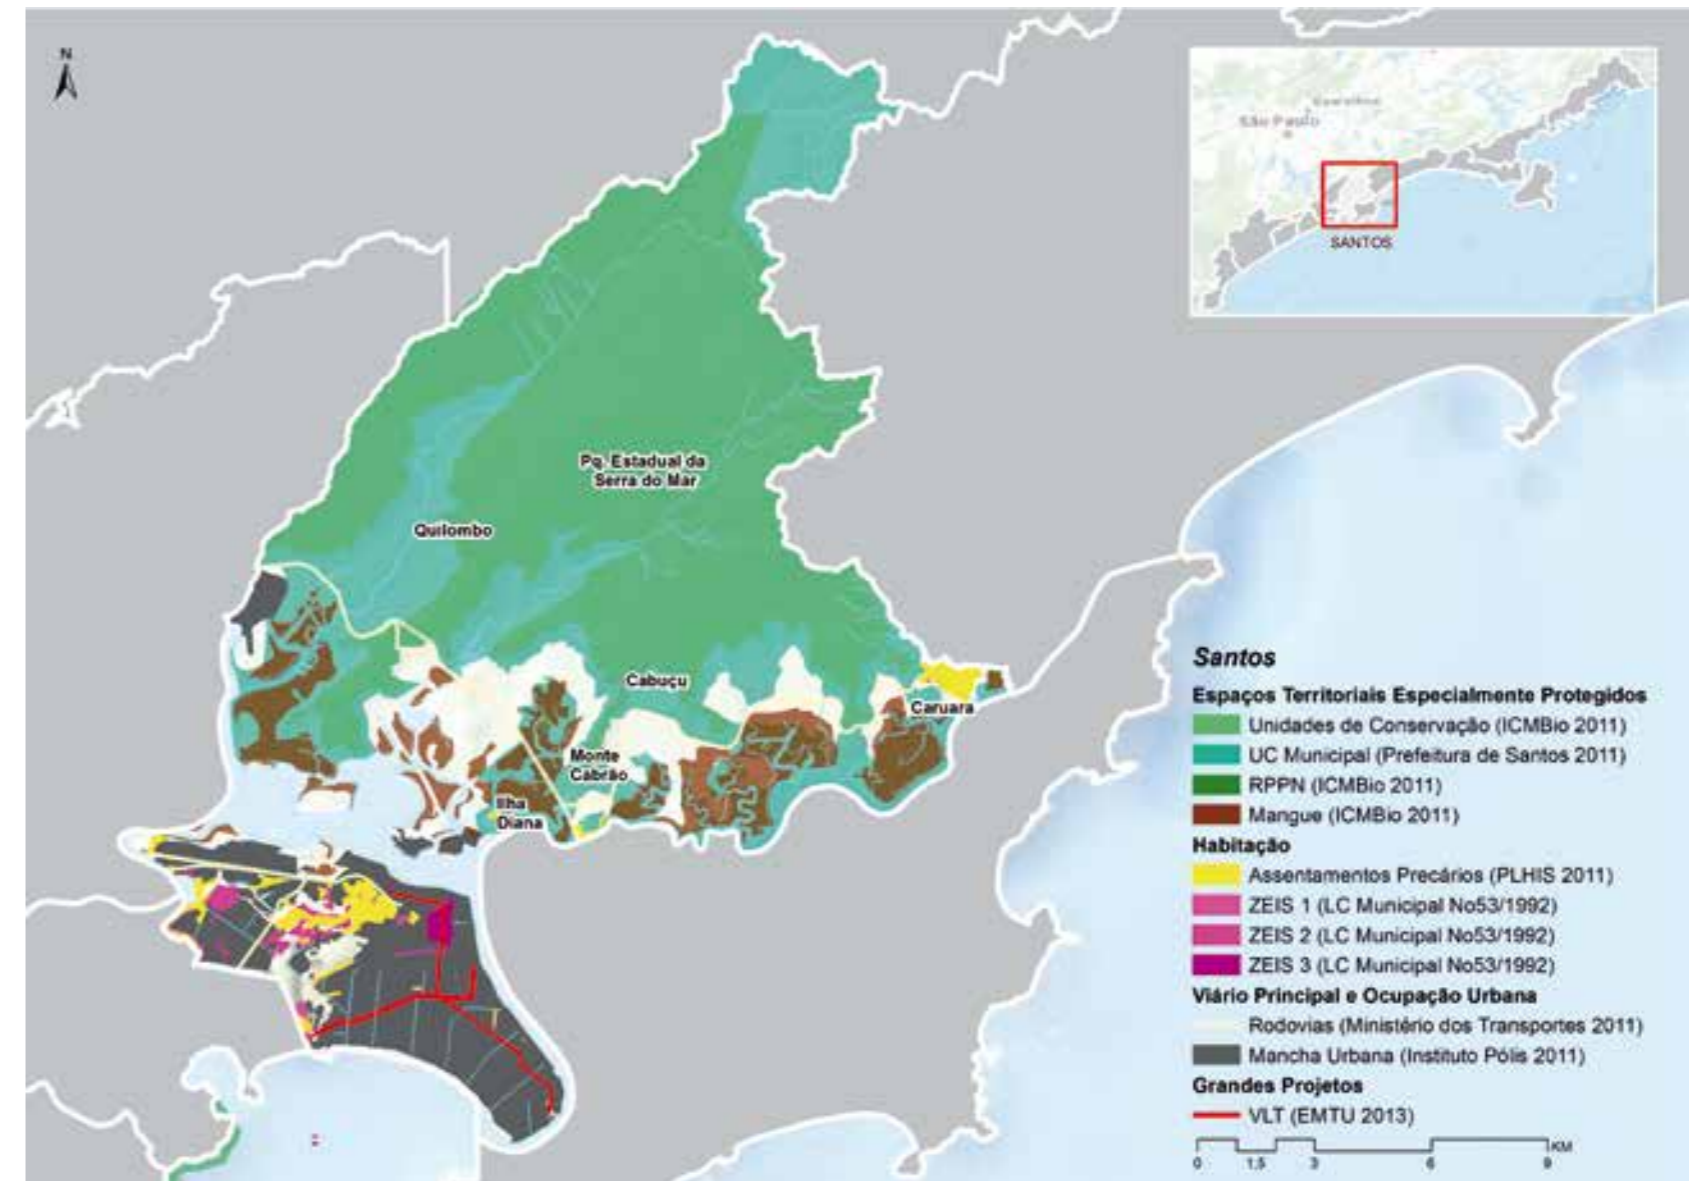 N
São Paulo
Guarulhos
SANTOS
Pq. Estadual da
Serra do Mar
Quilombo
Cabuçu
Caruara
Monte
Cabrão
Ilha
Diana
Santos
Espaços Territoriais Especialmente Protegidos
Unidades de Conservação (ICMBio 2011)
UC Municipal (Prefeitura de Santos 2011)
RPPN (ICMBio 2011)
Mangue (ICMBio 2011)
Habitação
Assentamentos Precários (PLHIS 2011)
ZEIS 1 (LC Municipal No53/1992)
ZEIS 2 (LC Municipal No53/1992)
ZEIS 3 (LC Municipal No53/1992)
Viário Principal e Ocupação Urbana
Rodovias (Ministério dos Transportes 2011)
Mancha Urbana (Instituto Pólis 2011)
Grandes Projetos
VLT (EMTU 2013)
KM
0 1,5 3 6 9